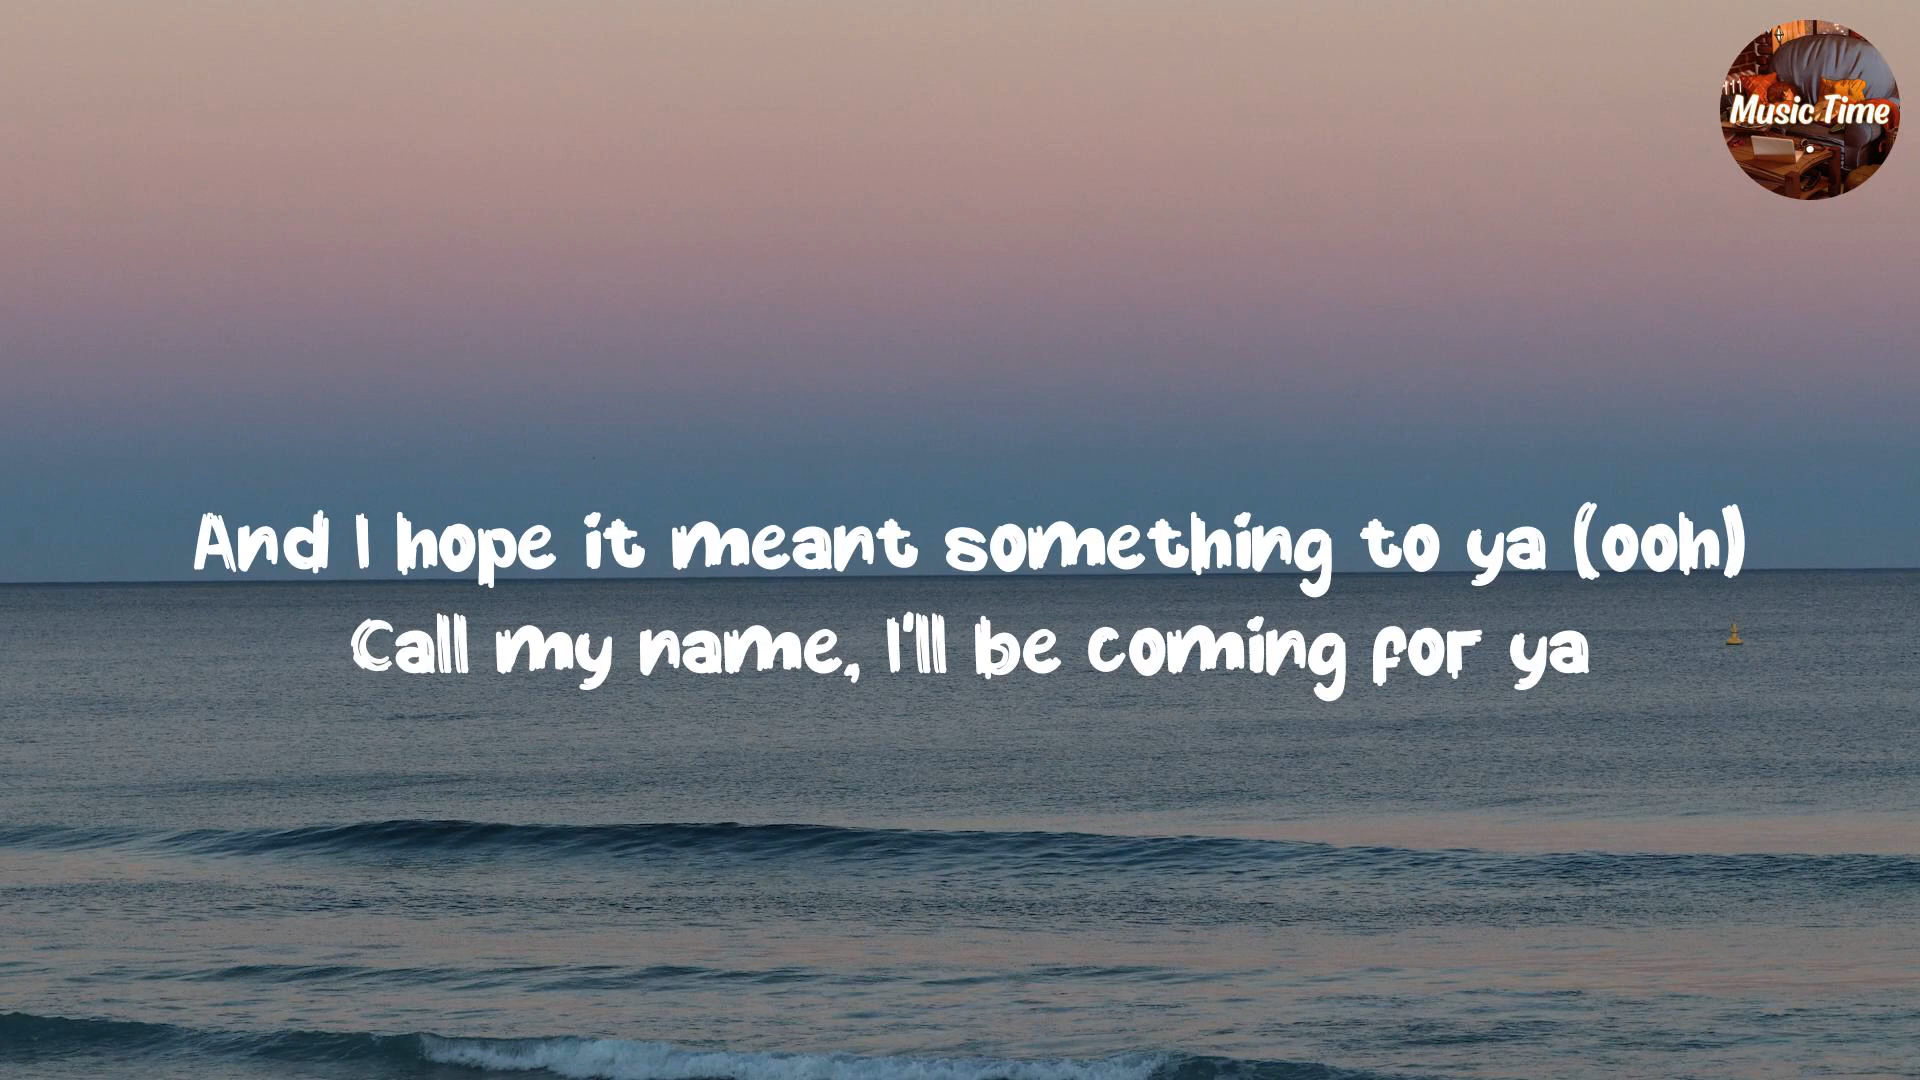 Music Time
And I hope it meant something to ya (ooh)
Call my name, I'll be coming for ya